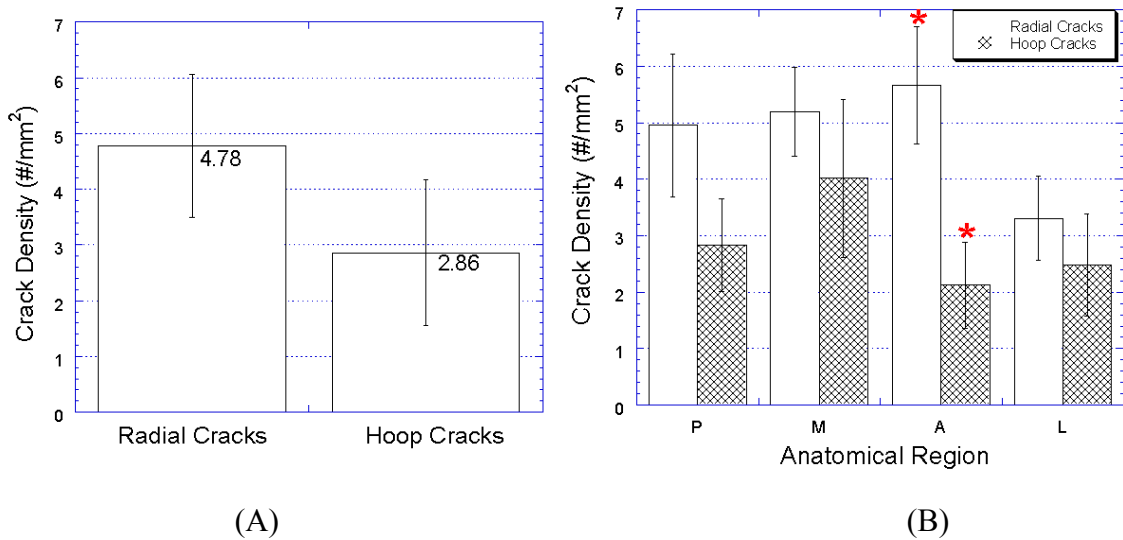 7
6
5
4
3
2
1
0
Crack Density (#/mm²)
4.78
2.86
Radial Cracks Hoop Cracks
(A)
7
6
5
4
3
2
1
0
Crack Density (#/mm²)
* *
Radial Cracks
Hoop Cracks
P M A L
Anatomical Region
(B)